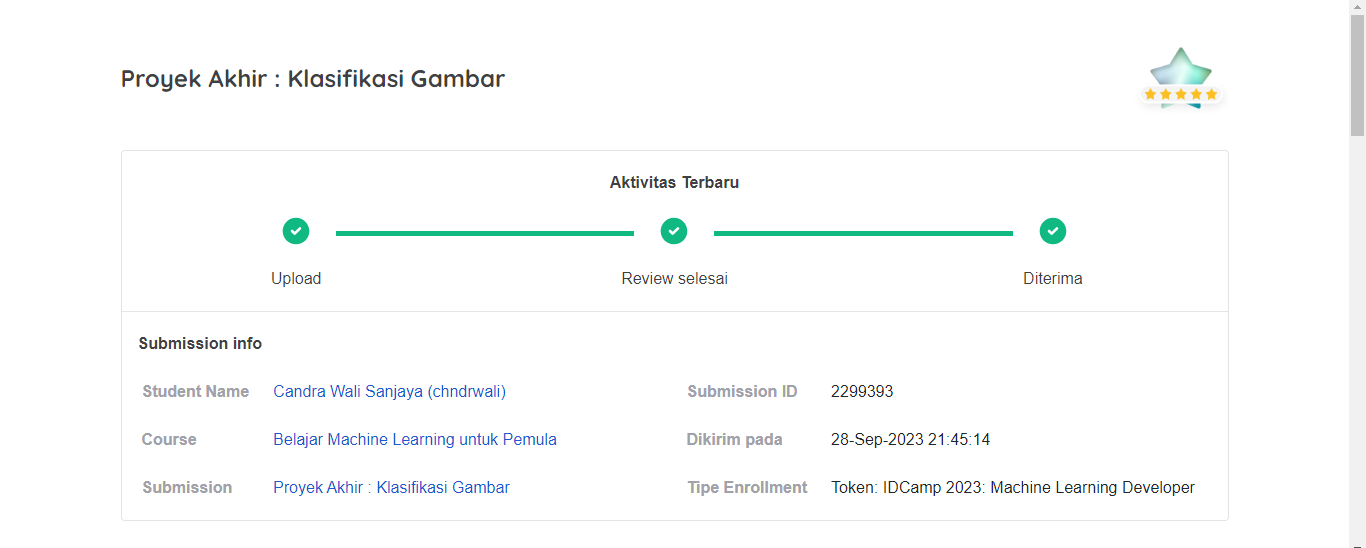 Proyek Akhir : Klasifikasi Gambar
Aktivitas Terbaru
Upload
Review selesai
Diterima
Submission info
Student Name Candra Wali Sanjaya (chndrwali) Submission ID 2299393
Course Belajar Machine Learning untuk Pemula Dikirim pada 28-Sep-2023 21:45:14
Submission Proyek Akhir : Klasifikasi Gambar Tipe Enrollment Token: IDCamp 2023: Machine Learning Developer